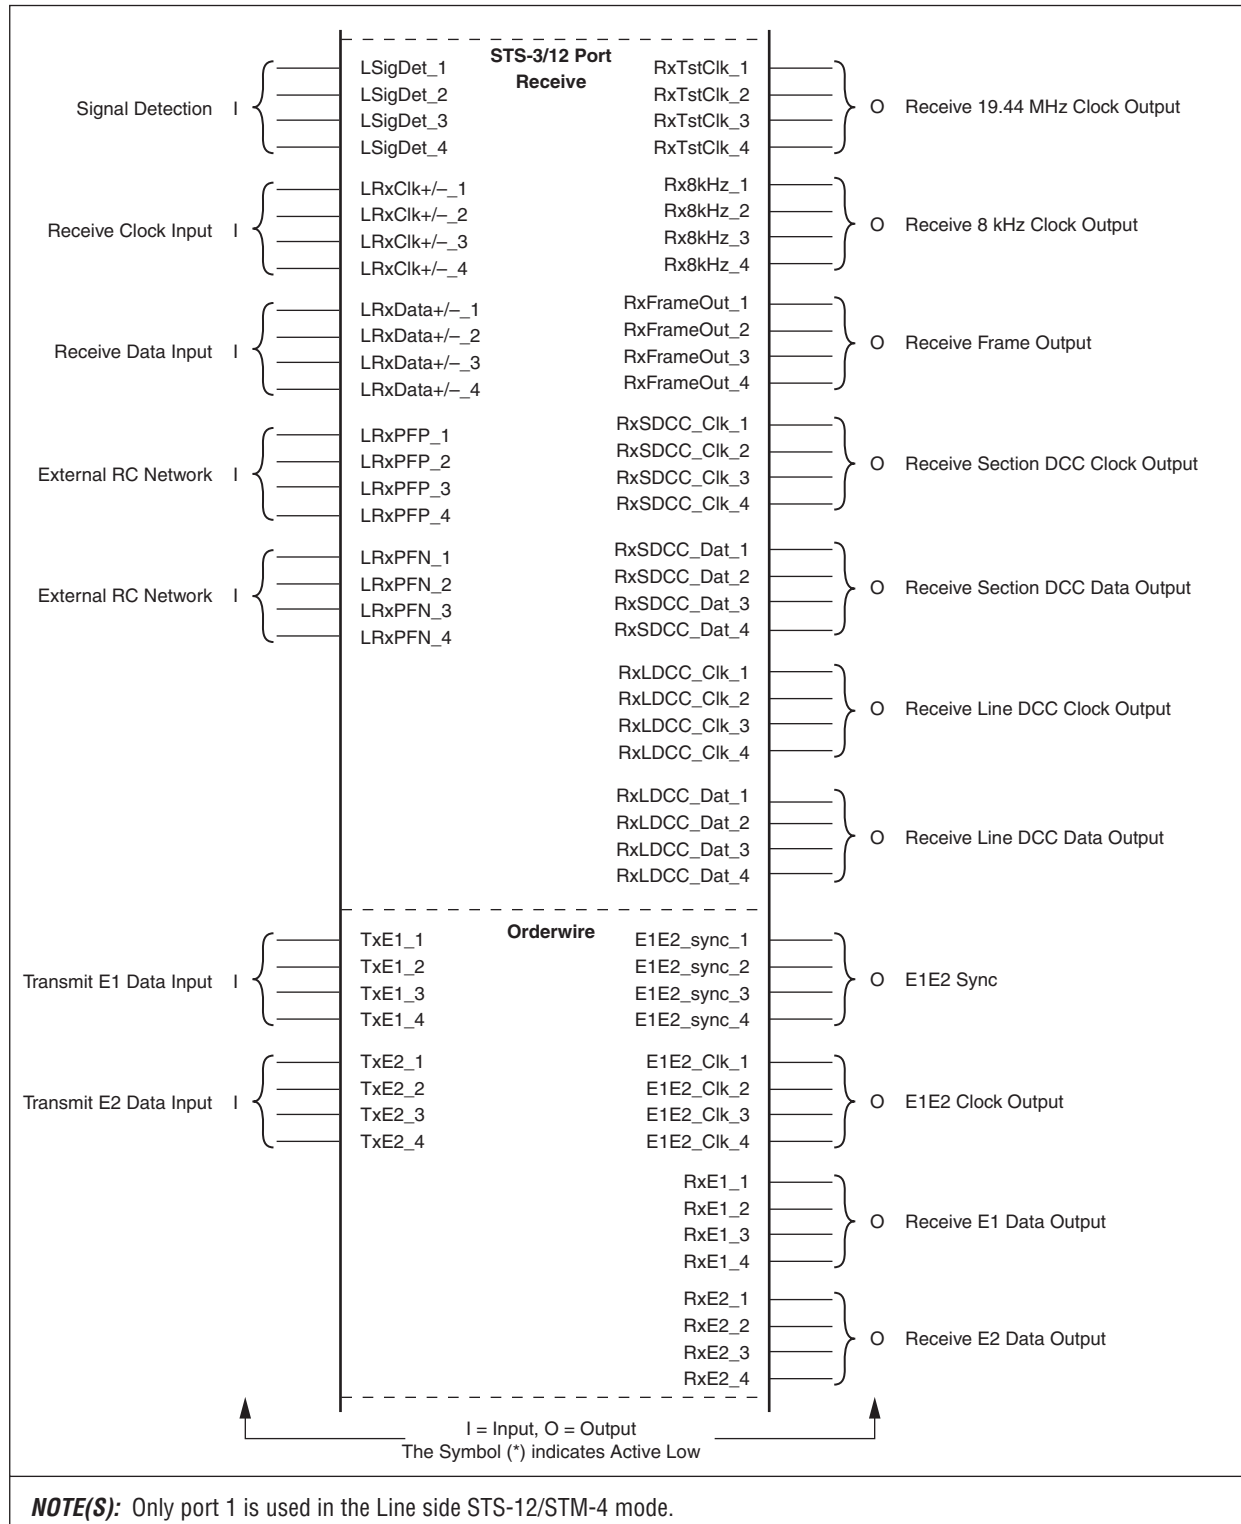 STS-3/12 Port
Receive
Signal Detection I
LSigDet_1
LSigDet_2
LSigDet_3
LSigDet_4
RxTstClk_1
RxTstClk_2
RxTstClk_3
RxTstClk_4
O Receive 19.44 MHz Clock Output
Receive Clock Input I
LRxClk+/–_1
LRxClk+/–_2
LRxClk+/–_3
LRxClk+/–_4
Rx8kHz_1
Rx8kHz_2
Rx8kHz_3
Rx8kHz_4
O Receive 8 kHz Clock Output
Receive Data Input I
LRxData+/–_1
LRxData+/–_2
LRxData+/–_3
LRxData+/–_4
RxFrameOut_1
RxFrameOut_2
RxFrameOut_3
RxFrameOut_4
O Receive Frame Output
External RC Network I
LRxPFP_1
LRxPFP_2
LRxPFP_3
LRxPFP_4
RxSDCC_Clk_1
RxSDCC_Clk_2
RxSDCC_Clk_3
RxSDCC_Clk_4
O Receive Section DCC Clock Output
External RC Network I
LRxPFN_1
LRxPFN_2
LRxPFN_3
LRxPFN_4
RxSDCC_Dat_1
RxSDCC_Dat_2
RxSDCC_Dat_3
RxSDCC_Dat_4
O Receive Section DCC Data Output
RxLDCC_Clk_1
RxLDCC_Clk_2
RxLDCC_Clk_3
RxLDCC_Clk_4
O Receive Line DCC Clock Output
RxLDCC_Dat_1
RxLDCC_Dat_2
RxLDCC_Dat_3
RxLDCC_Dat_4
O Receive Line DCC Data Output
Orderwire
Transmit E1 Data Input I
TxE1_1
TxE1_2
TxE1_3
TxE1_4
E1E2_sync_1
E1E2_sync_2
E1E2_sync_3
E1E2_sync_4
O E1E2 Sync
Transmit E2 Data Input I
TxE2_1
TxE2_2
TxE2_3
TxE2_4
E1E2_Clk_1
E1E2_Clk_2
E1E2_Clk_3
E1E2_Clk_4
O E1E2 Clock Output
RxE1_1
RxE1_2
RxE1_3
RxE1_4
O Receive E1 Data Output
RxE2_1
RxE2_2
RxE2_3
RxE2_4
O Receive E2 Data Output
I = Input, O = Output
The Symbol (*) indicates Active Low
NOTE(S): Only port 1 is used in the Line side STS-12/STM-4 mode.